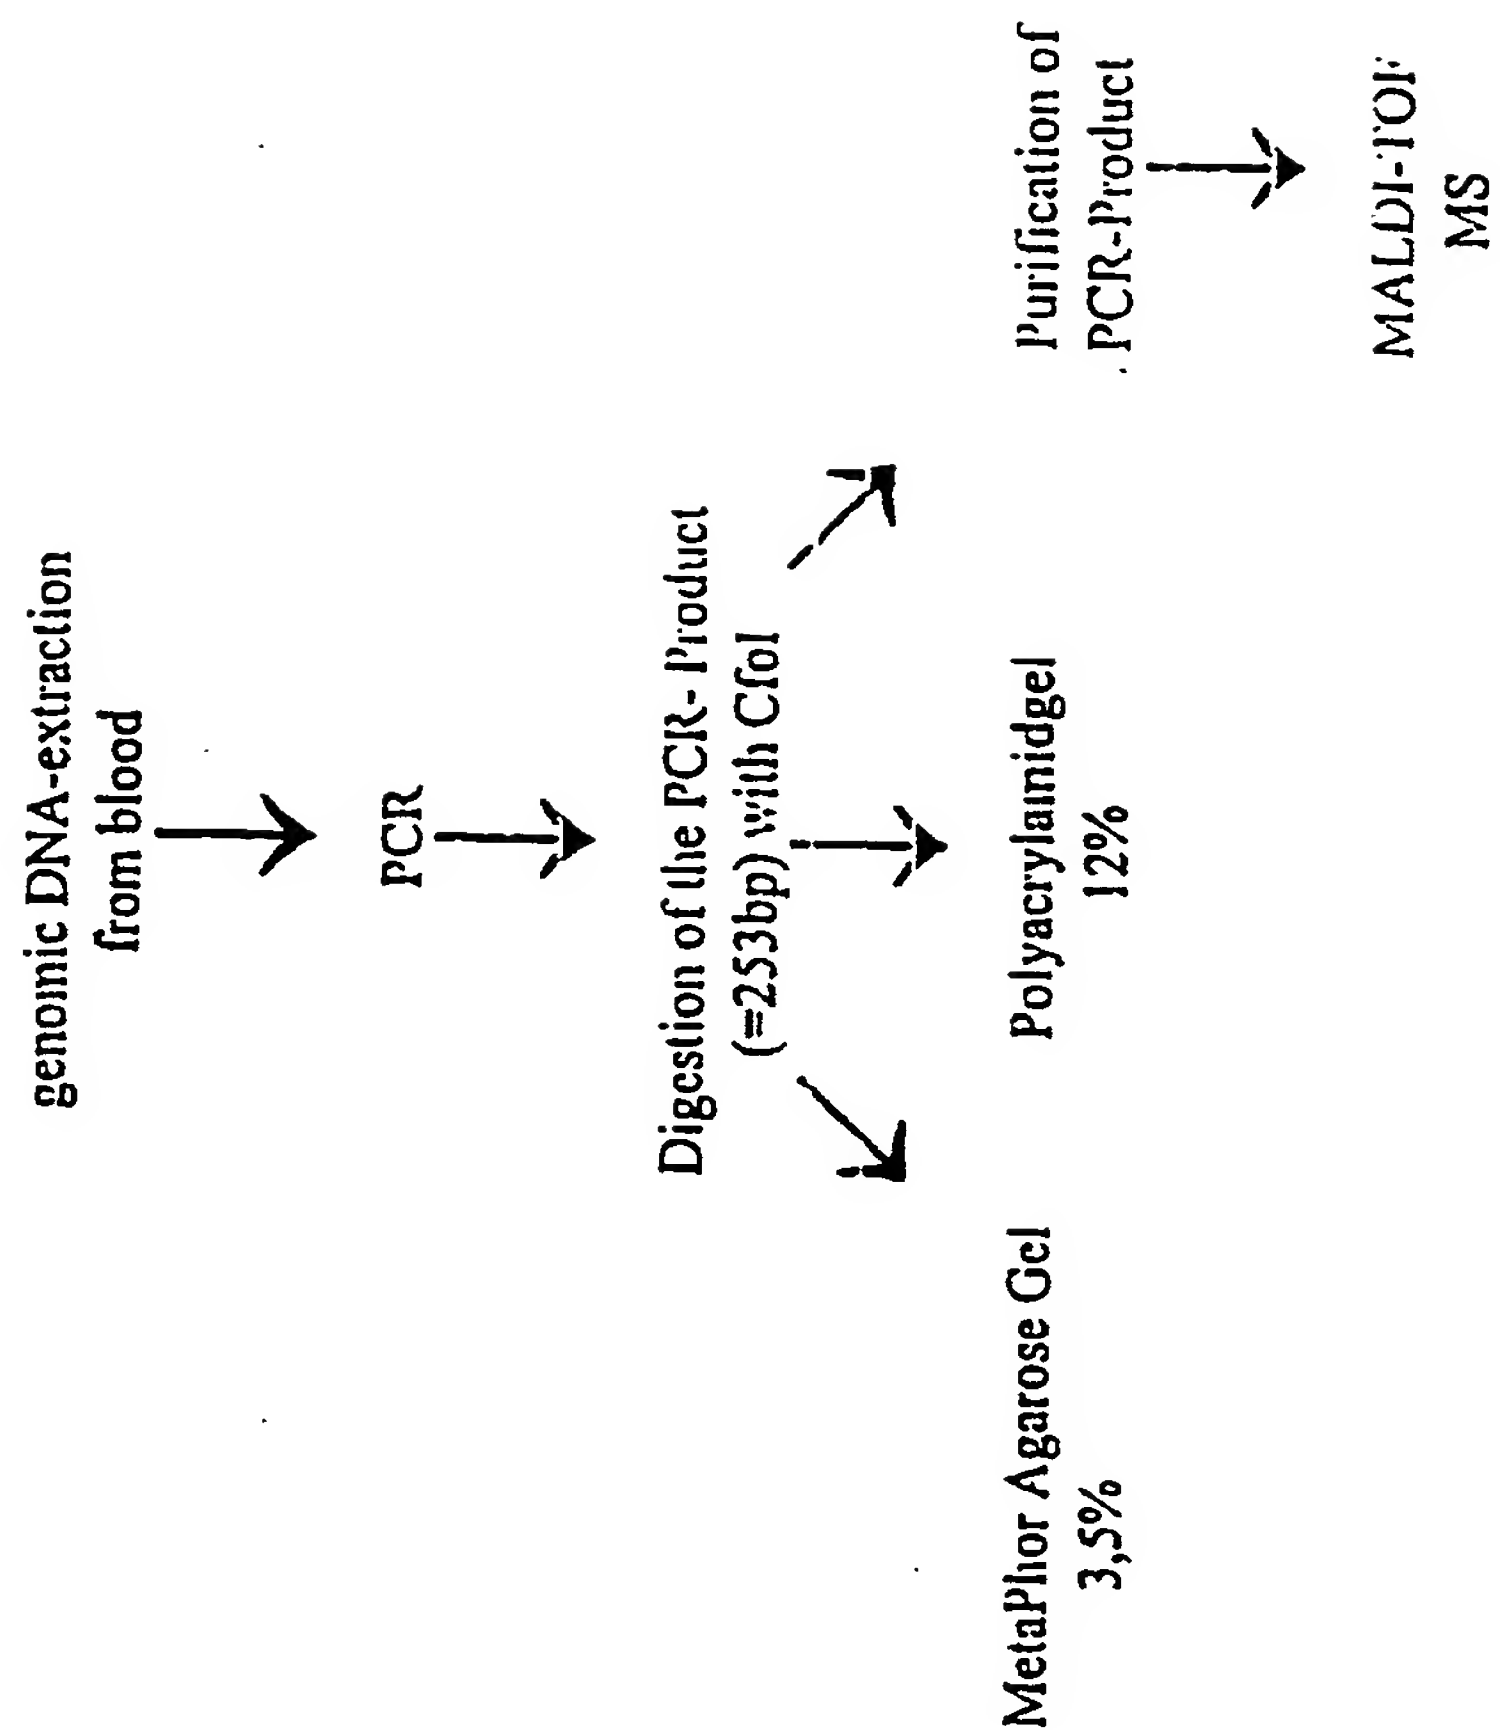 genomic DNA-extraction
from blood
PCR
Digestion of the PCR-Product
(=253bp) with CfoI
MetaPhor Agarose Gel
3,5%
Polyacrylamidgel
12%
Purification of
PCR-Product
MALDI-TOF
MS